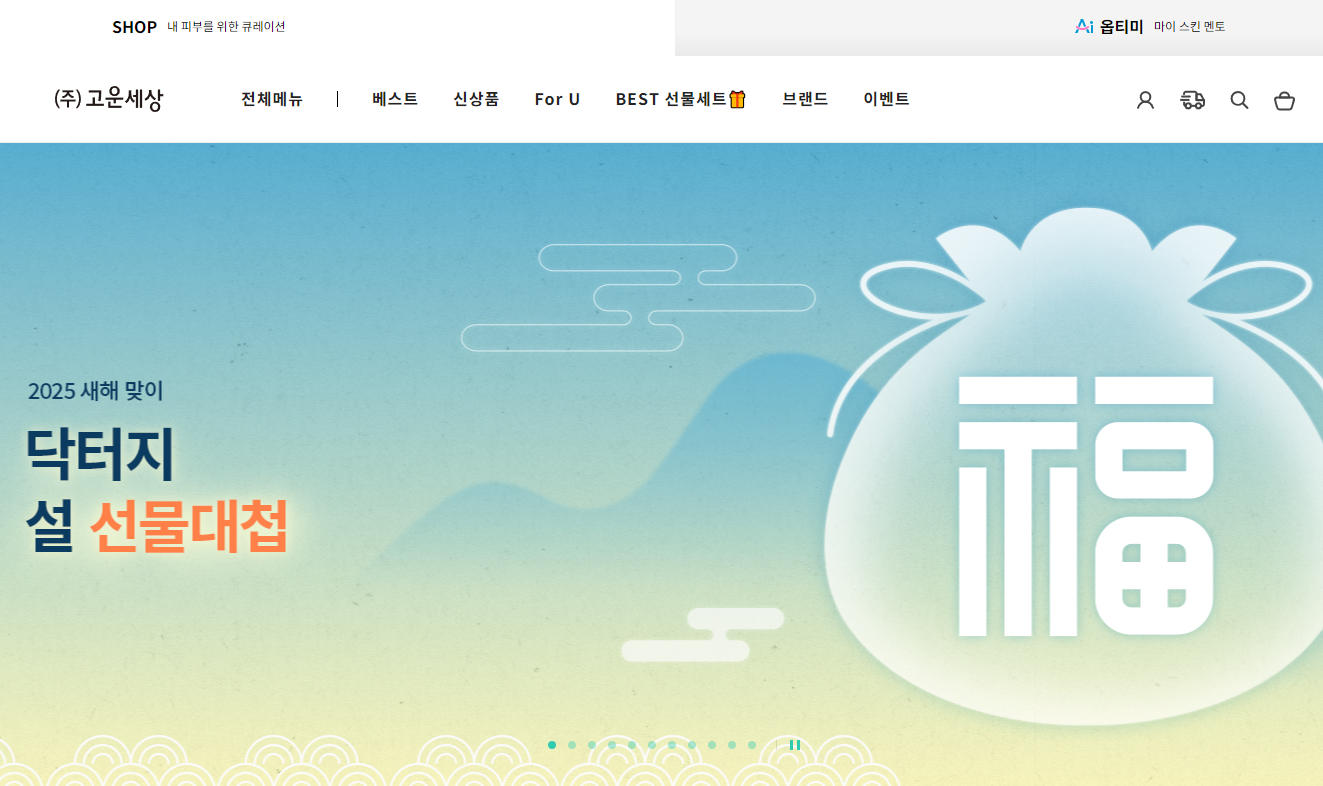 SHOP 내 피부를 위한 큐레이션
Ai 옵티미 마이 스킨 멘토
(주)고운세상
전체메뉴 베스트 신상품 For U BEST 선물세트 브랜드 이벤트
2025 새해 맞이
닥터지
설 선물대첩
福